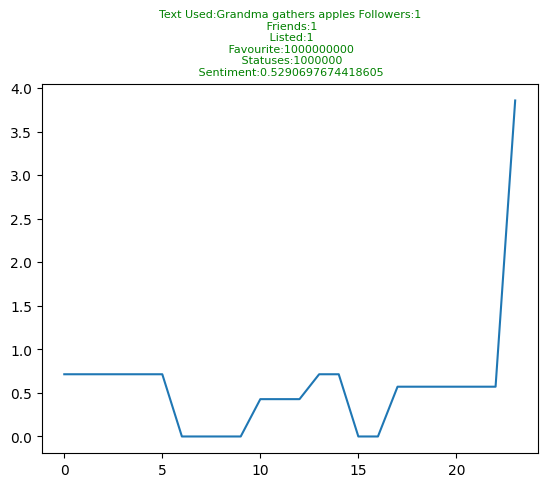 Text Used:Grandma gathers apples Followers:1
Friends:1
Listed:1
Favourite:1000000000
Statuses:1000000
Sentiment:0.5290697674418605
4.0
3.5
3.0
2.5
2.0
1.5
1.0
0.5
0.0
0 5 10 15 20